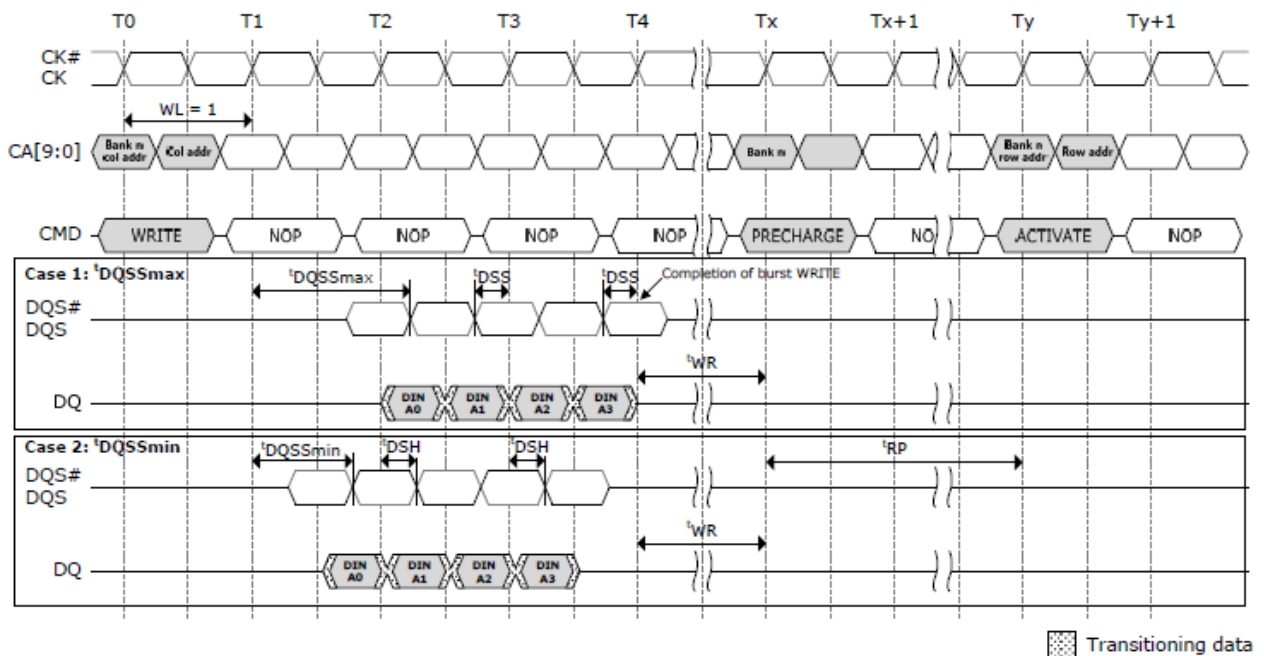 T0 T1 T2 T3 T4 Tx Tx+1 Ty Ty+1
CK#
CK
WL = 1
CA[9:0] Bank n col addr Col addr Bank n Bank n row addr Row addr
CMD WRITE NOP NOP NOP NOP PRECHARGE NO ACTIVATE NOP
Case 1: tDQSSmax
tDQSSmax tDSS tDSS Completion of burst WRITE
DQS#
DQS
tWR
DQ DIN A0 DIN A1 DIN A2 DIN A3
Case 2: tDQSSmin
tDQSSmin tDSH tDSH tRP
DQS#
DQS
tWR
DQ DIN A0 DIN A1 DIN A2 DIN A3
Transitioning data